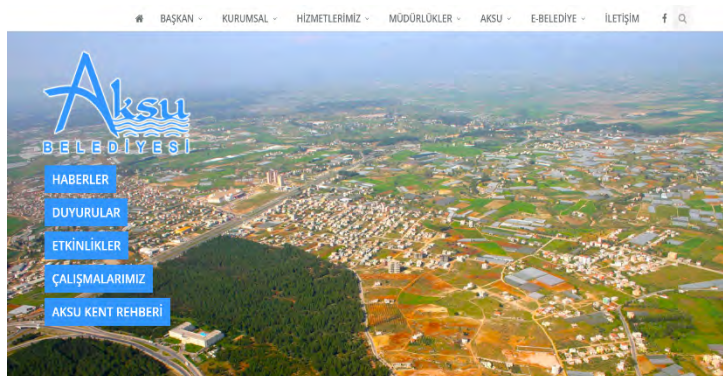 BAŞKAN KURUMSAL HİZMETLERİMİZ MÜDÜRLÜKLER AKSU E-BELEDİYE İLETİŞİM f
Aksu
BELEDİYESİ
HABERLER
DUYURULAR
ETKİNLİKLER
ÇALIŞMALARIMIZ
AKSU KENT REHBERİ